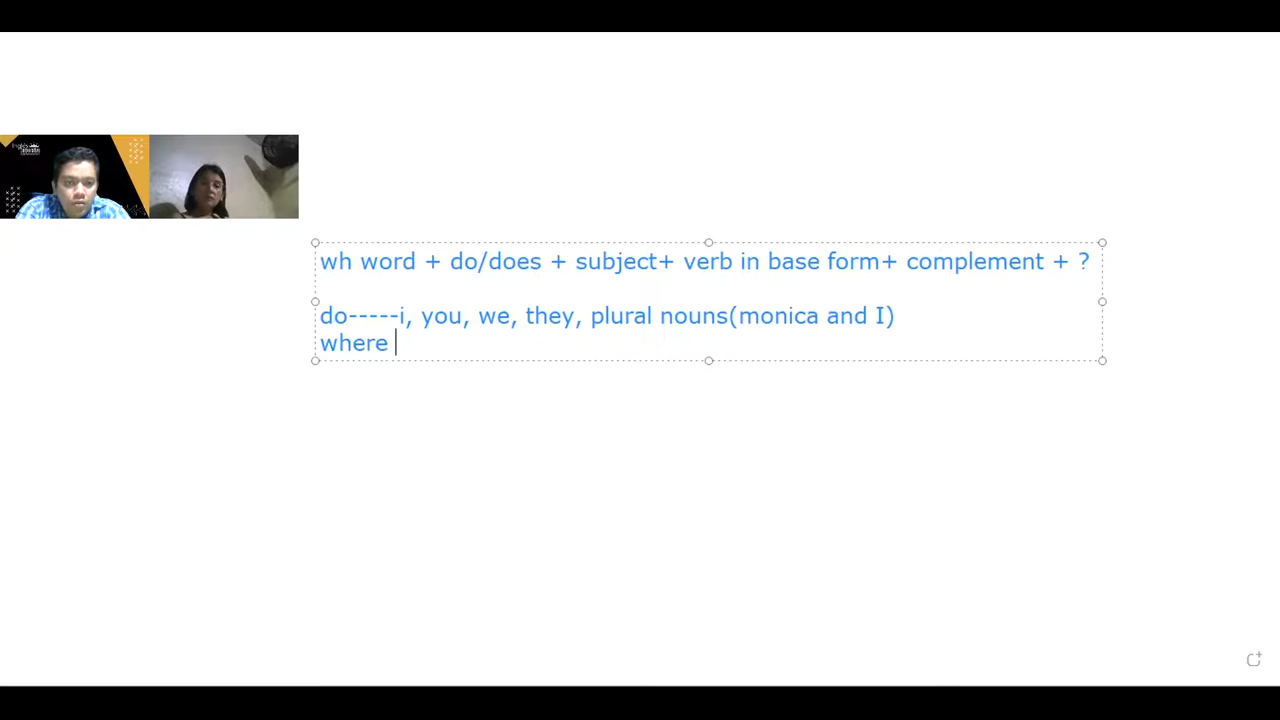 Inglés
wh word + do/does + subject+ verb in base form+ complement + ?
do-----i, you, we, they, plural nouns(monica and I)
where